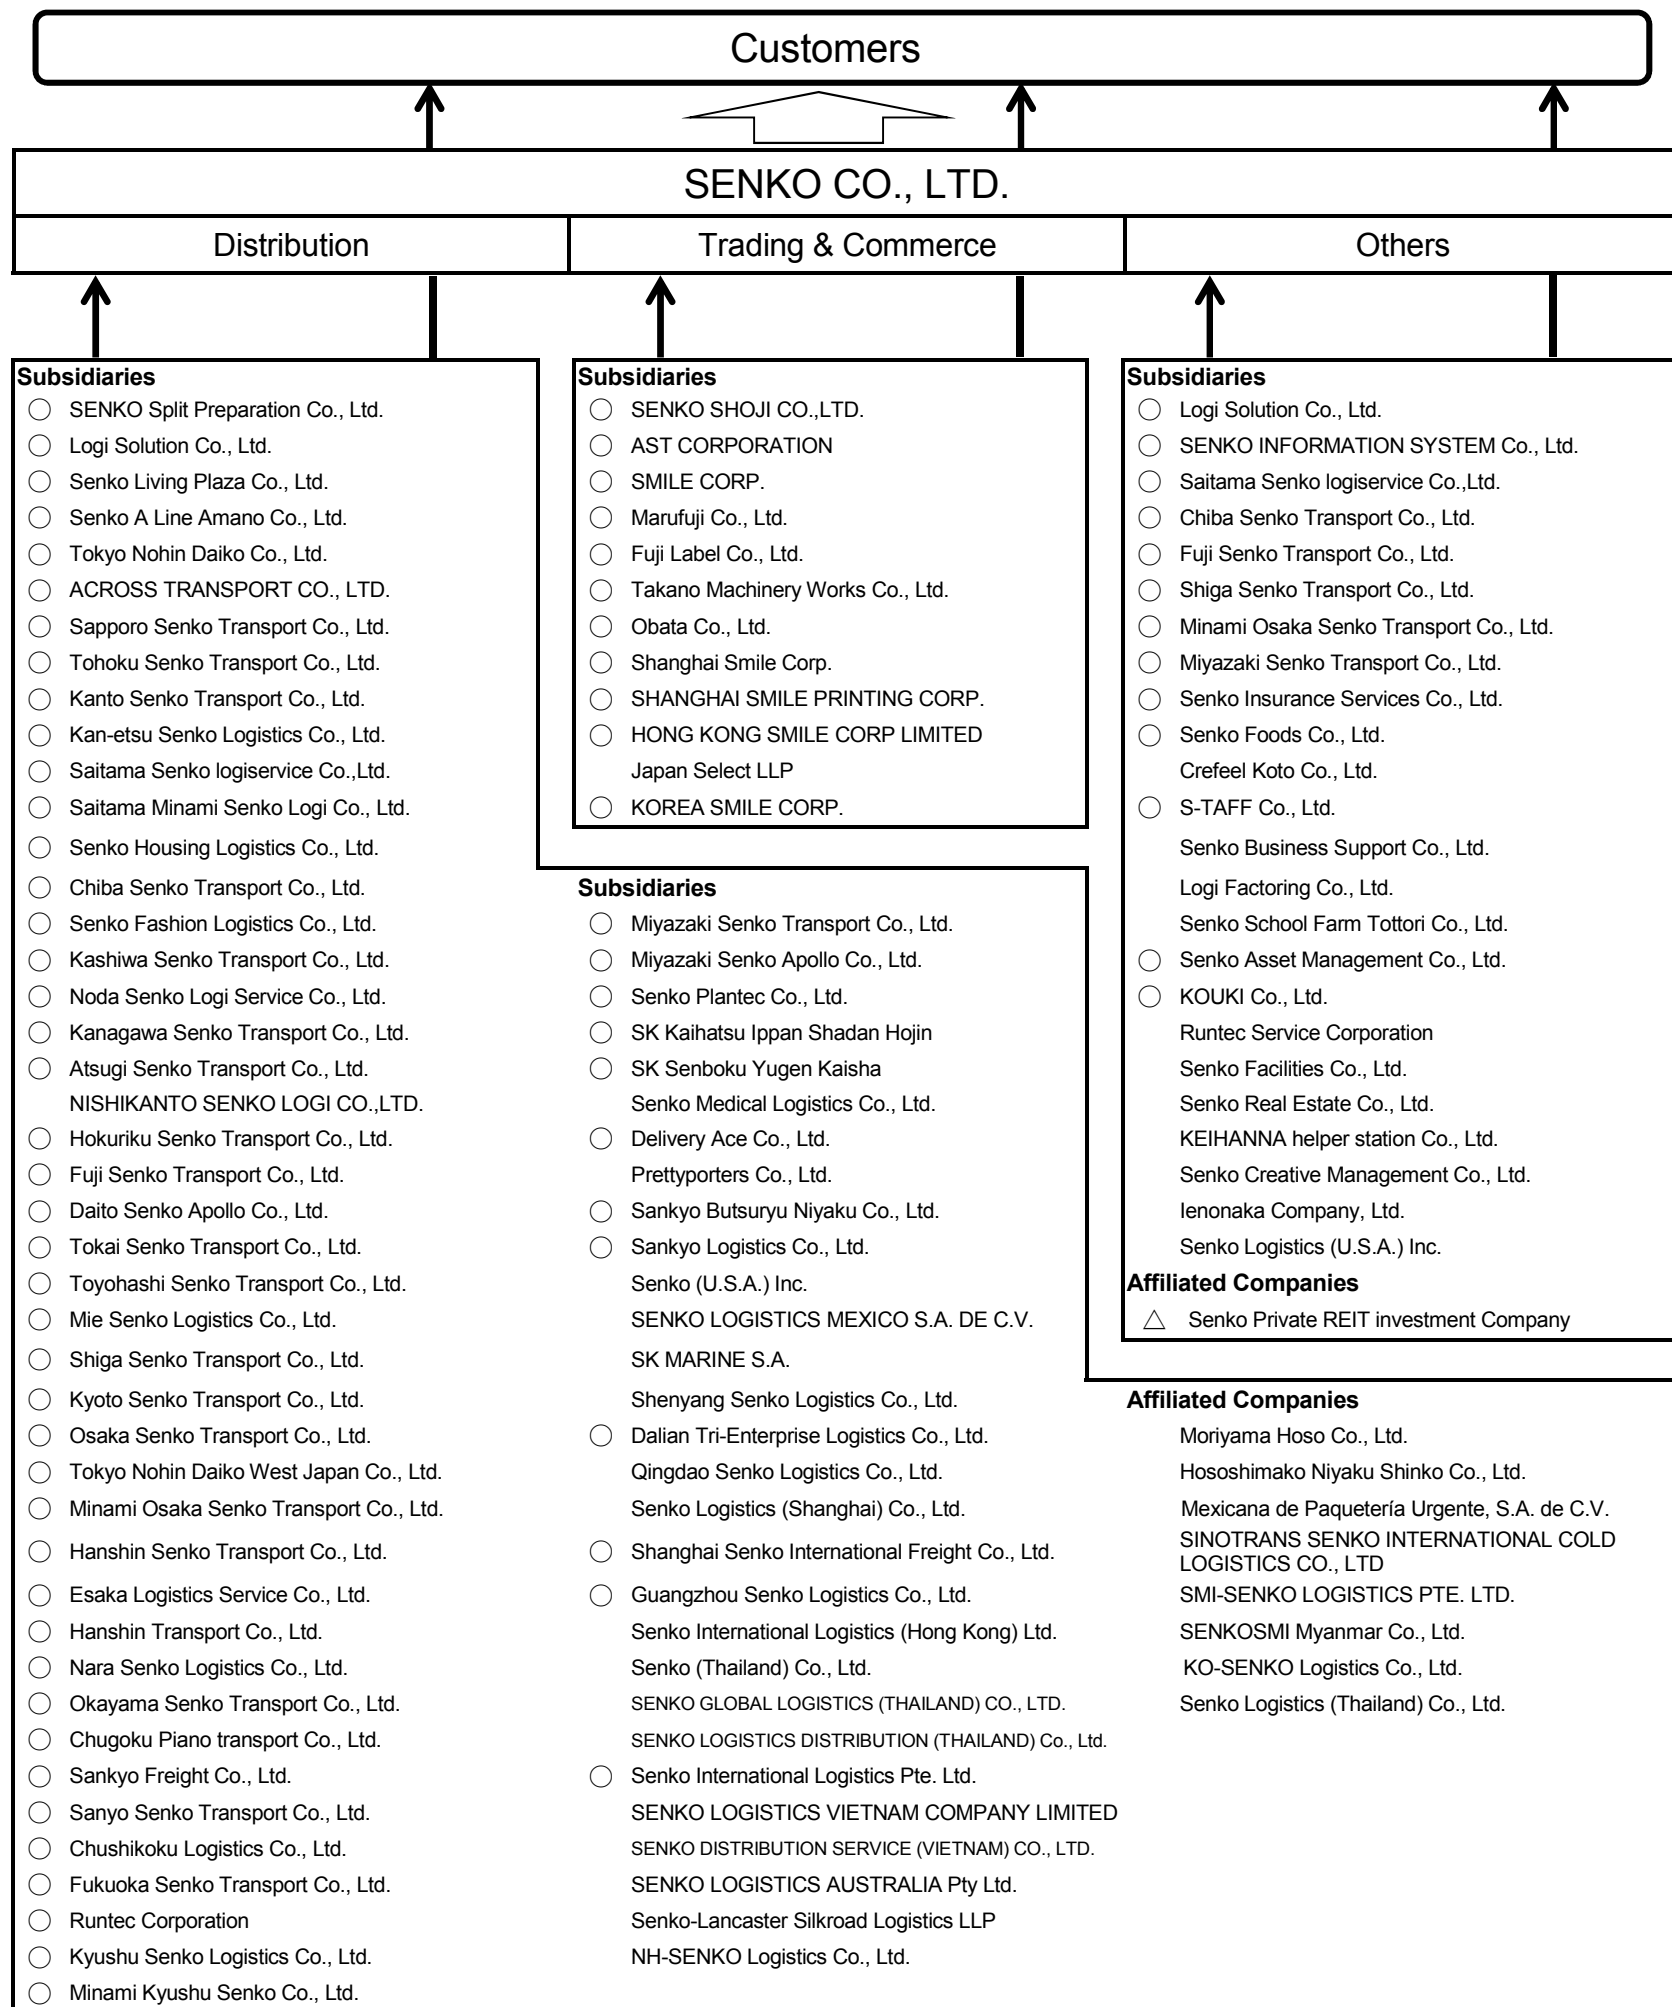 Customers
SENKO CO., LTD.
Distribution
Trading & Commerce
Others
Subsidiaries
○ SENKO Split Preparation Co., Ltd.
○ Logi Solution Co., Ltd.
○ Senko Living Plaza Co., Ltd.
○ Senko A Line Amano Co., Ltd.
○ Tokyo Nohin Daiko Co., Ltd.
○ ACROSS TRANSPORT CO., LTD.
○ Sapporo Senko Transport Co., Ltd.
○ Tohoku Senko Transport Co., Ltd.
○ Kanto Senko Transport Co., Ltd.
○ Kan-etsu Senko Logistics Co., Ltd.
○ Saitama Senko logiservice Co.,Ltd.
○ Saitama Minami Senko Logi Co., Ltd.
○ Senko Housing Logistics Co., Ltd.
○ Chiba Senko Transport Co., Ltd.
○ Senko Fashion Logistics Co., Ltd.
○ Kashiwa Senko Transport Co., Ltd.
○ Noda Senko Logi Service Co., Ltd.
○ Kanagawa Senko Transport Co., Ltd.
○ Atsugi Senko Transport Co., Ltd.
NISHIKANTO SENKO LOGI CO.,LTD.
○ Hokuriku Senko Transport Co., Ltd.
○ Fuji Senko Transport Co., Ltd.
○ Daito Senko Apollo Co., Ltd.
○ Tokai Senko Transport Co., Ltd.
○ Toyohashi Senko Transport Co., Ltd.
○ Mie Senko Logistics Co., Ltd.
○ Shiga Senko Transport Co., Ltd.
○ Kyoto Senko Transport Co., Ltd.
○ Osaka Senko Transport Co., Ltd.
○ Tokyo Nohin Daiko West Japan Co., Ltd.
○ Minami Osaka Senko Transport Co., Ltd.
○ Hanshin Senko Transport Co., Ltd.
○ Esaka Logistics Service Co., Ltd.
○ Hanshin Transport Co., Ltd.
○ Nara Senko Logistics Co., Ltd.
○ Okayama Senko Transport Co., Ltd.
○ Chugoku Piano transport Co., Ltd.
○ Sankyo Freight Co., Ltd.
○ Sanyo Senko Transport Co., Ltd.
○ Chushikoku Logistics Co., Ltd.
○ Fukuoka Senko Transport Co., Ltd.
○ Runtec Corporation
○ Kyushu Senko Logistics Co., Ltd.
○ Minami Kyushu Senko Co., Ltd.
Subsidiaries
○ SENKO SHOJI CO.,LTD.
○ AST CORPORATION
○ SMILE CORP.
○ Marufuji Co., Ltd.
○ Fuji Label Co., Ltd.
○ Takano Machinery Works Co., Ltd.
○ Obata Co., Ltd.
○ Shanghai Smile Corp.
○ SHANGHAI SMILE PRINTING CORP.
○ HONG KONG SMILE CORP LIMITED
Japan Select LLP
○ KOREA SMILE CORP.
Subsidiaries
○ Miyazaki Senko Transport Co., Ltd.
○ Miyazaki Senko Apollo Co., Ltd.
○ Senko Plantec Co., Ltd.
○ SK Kaihatsu Ippan Shadan Hojin
○ SK Senboku Yugen Kaisha
Senko Medical Logistics Co., Ltd.
○ Delivery Ace Co., Ltd.
Prettyporters Co., Ltd.
○ Sankyo Butsuryu Niyaku Co., Ltd.
○ Sankyo Logistics Co., Ltd.
Senko (U.S.A.) Inc.
SENKO LOGISTICS MEXICO S.A. DE C.V.
SK MARINE S.A.
Shenyang Senko Logistics Co., Ltd.
○ Dalian Tri-Enterprise Logistics Co., Ltd.
Qingdao Senko Logistics Co., Ltd.
Senko Logistics (Shanghai) Co., Ltd.
○ Shanghai Senko International Freight Co., Ltd.
○ Guangzhou Senko Logistics Co., Ltd.
Senko International Logistics (Hong Kong) Ltd.
Senko (Thailand) Co., Ltd.
SENKO GLOBAL LOGISTICS (THAILAND) CO., LTD.
SENKO LOGISTICS DISTRIBUTION (THAILAND) Co., Ltd.
○ Senko International Logistics Pte. Ltd.
SENKO LOGISTICS VIETNAM COMPANY LIMITED
SENKO DISTRIBUTION SERVICE (VIETNAM) CO., LTD.
SENKO LOGISTICS AUSTRALIA Pty Ltd.
Senko-Lancaster Silkroad Logistics LLP
NH-SENKO Logistics Co., Ltd.
Subsidiaries
○ Logi Solution Co., Ltd.
○ SENKO INFORMATION SYSTEM Co., Ltd.
○ Saitama Senko logiservice Co.,Ltd.
○ Chiba Senko Transport Co., Ltd.
○ Fuji Senko Transport Co., Ltd.
○ Shiga Senko Transport Co., Ltd.
○ Minami Osaka Senko Transport Co., Ltd.
○ Miyazaki Senko Transport Co., Ltd.
○ Senko Insurance Services Co., Ltd.
○ Senko Foods Co., Ltd.
Crefeel Koto Co., Ltd.
○ S-TAFF Co., Ltd.
Senko Business Support Co., Ltd.
Logi Factoring Co., Ltd.
Senko School Farm Tottori Co., Ltd.
○ Senko Asset Management Co., Ltd.
○ KOUKI Co., Ltd.
Runtec Service Corporation
Senko Facilities Co., Ltd.
Senko Real Estate Co., Ltd.
KEIHANNA helper station Co., Ltd.
Senko Creative Management Co., Ltd.
Ienonaka Company, Ltd.
Senko Logistics (U.S.A.) Inc.
Affiliated Companies
△ Senko Private REIT investment Company
Affiliated Companies
Moriyama Hoso Co., Ltd.
Hososhimako Niyaku Shinko Co., Ltd.
Mexicana de Paquetería Urgente, S.A. de C.V.
SINOTRANS SENKO INTERNATIONAL COLD
LOGISTICS CO., LTD
SMI-SENKO LOGISTICS PTE. LTD.
SENKOSMI Myanmar Co., Ltd.
KO-SENKO Logistics Co., Ltd.
Senko Logistics (Thailand) Co., Ltd.